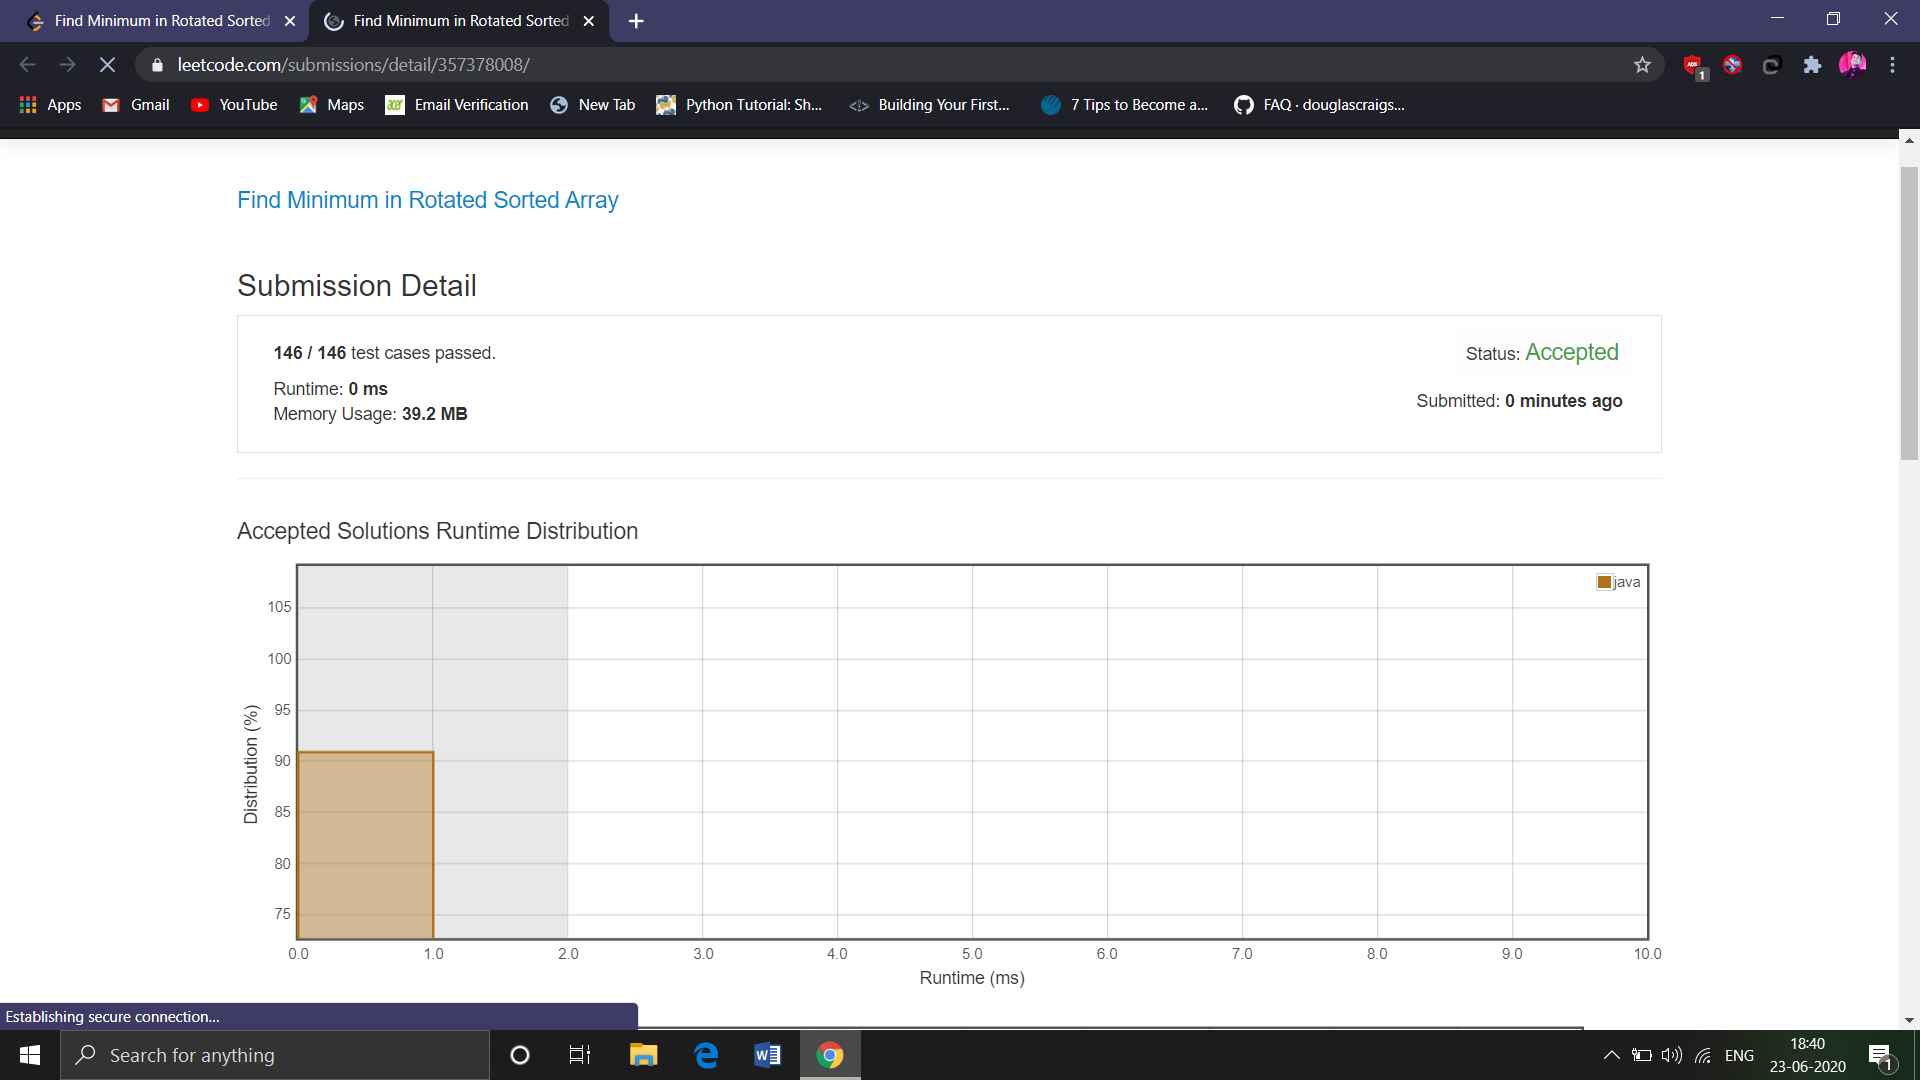 Find Minimum in Rotated Sorted
Find Minimum in Rotated Sorted
leetcode.com/submissions/detail/357378008/
ABS
1
Apps
Gmail
YouTube
Maps
acer
Email Verification
New Tab
Python Tutorial: Sh...
Building Your First...
7 Tips to Become a...
FAQ · douglascraigs...
Find Minimum in Rotated Sorted Array
Submission Detail
146 / 146 test cases passed.
Status: Accepted
Runtime: 0 ms
Submitted: 0 minutes ago
Memory Usage: 39.2 MB
Accepted Solutions Runtime Distribution
java
105
100
95
90
85
80
75
Distribution (%)
0.0 1.0 2.0 3.0 4.0 5.0 6.0 7.0 8.0 9.0 10.0
Runtime (ms)
Establishing secure connection...
Search for anything
W
ENG
18:40
23-06-2020
1